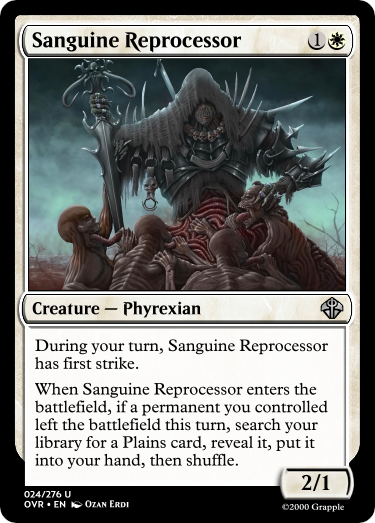 Sanguine Reprocessor 1
Creature — Phyrexian
During your turn, Sanguine Reprocessor
has first strike.
When Sanguine Reprocessor enters the
battlefield, if a permanent you controlled
left the battlefield this turn, search your
library for a Plains card, reveal it, put it
into your hand, then shuffle.
2/1
024/276 U
OVR • EN Ozan Erdi
©2000 Grapple